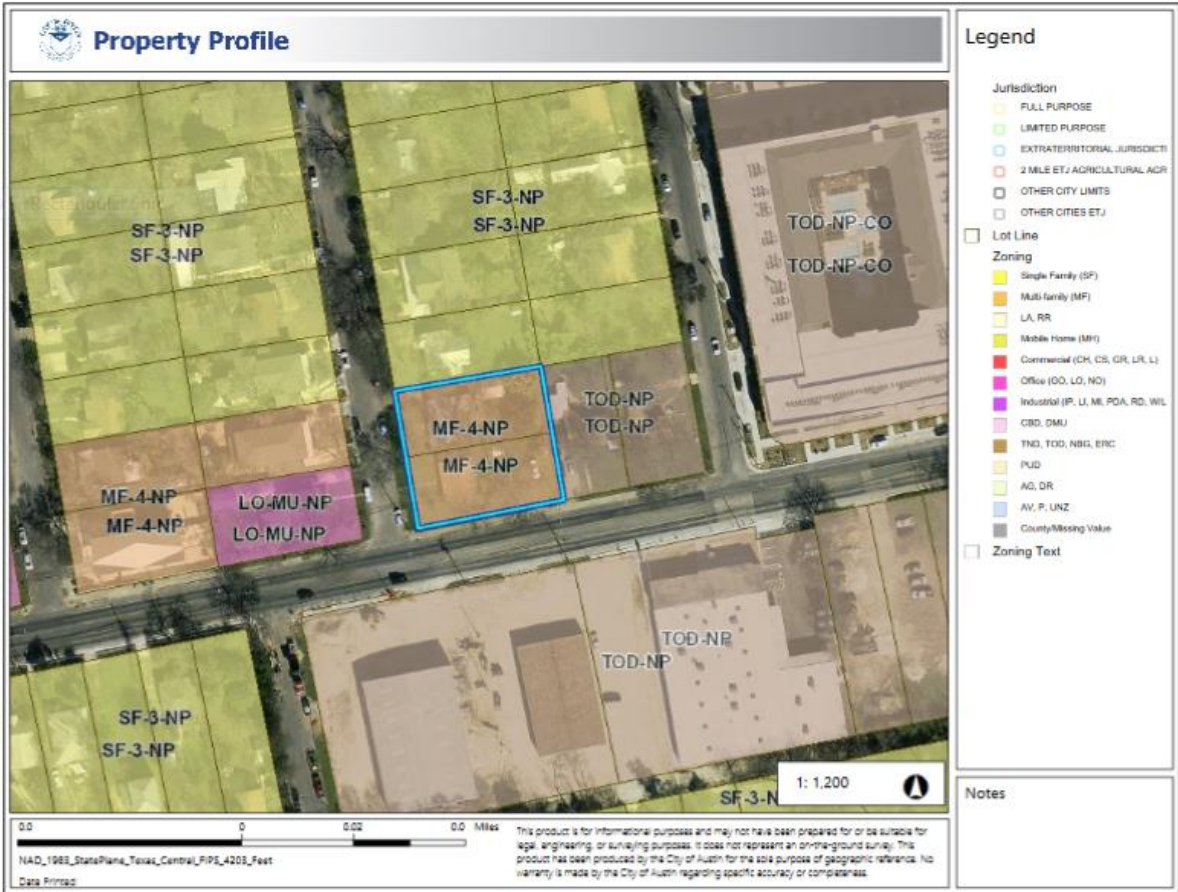 Property Profile
SF-3-NP
SF-3-NP
SF-3-NP
SF-3-NP
TOD-NP-CO
TOD-NP-CO
TOD-NP
TOD-NP
MF-4-NP
MF-4-NP
MF-4-NP
MF-4-NP
LO-MU-NP
LO-MU-NP
TOD-NP
TOD-NP
SF-3-NP
SF-3-NP
SF-3-N
1: 1,200
Legend
Jurisdiction
FULL PURPOSE
LIMITED PURPOSE
EXTRATERRITORIAL JURISDICTI
2 MILE ETJ AGRICULTURAL AGR
OTHER CITY LIMITS
OTHER CITIES ETJ
Lot Line
Zoning
Single Family (SF)
Multi-family (MF)
LA, RR
Mobile Home (MH)
Commercial (CH, CS, GR, LR, L)
Office (GO, LO, NO)
Industrial (IP, LI, MI, PDA, RD, W/L
CBD, DMU
TND, TOD, NBG, ERC
PUD
AG, DR
AV, P, UNZ
County/Missing Value
Zoning Text
Notes
0.0 0 0.02 0.0 Miles
NAD_1983_StatePlane_Texas_Central_FIPS_4203_Feet
Date Printed:
This product is for informational purposes and may not have been prepared for or be suitable for
legal, engineering, or surveying purposes. It does not represent an on-the-ground survey. This
product has been produced by the City of Austin for the sole purpose of geographic reference. No
warranty is made by the City of Austin regarding specific accuracy or completeness.